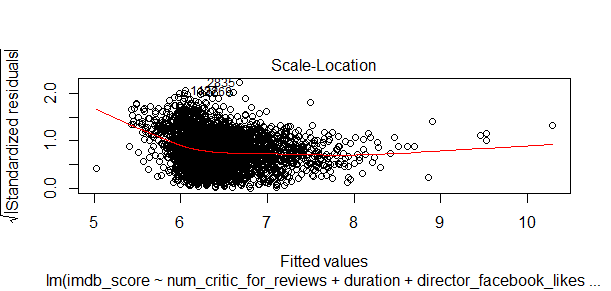 Scale-Location
2835
√|Standardized residuals|
0.0 1.0 2.0
5 6 7 8 9 10
Fitted values
lm(imdb_score ~ num_critic_for_reviews + duration + director_facebook_likes ...